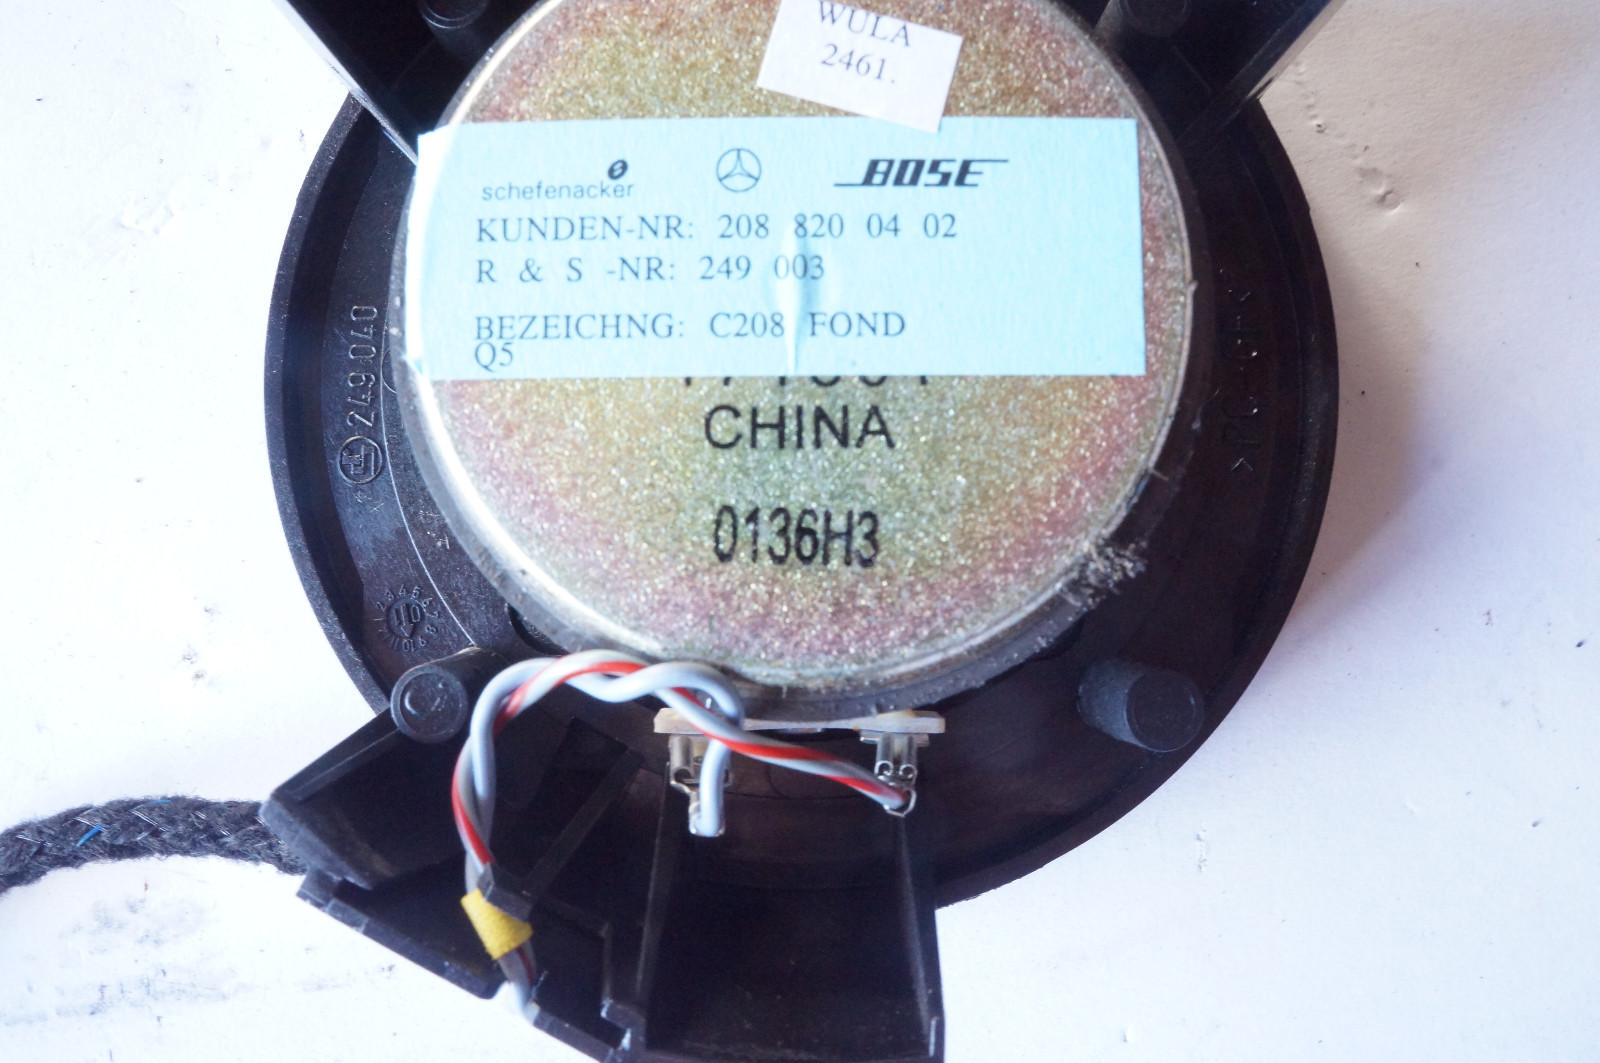 WULA
2461.
schefenacker
BOSE
KUNDEN-NR: 208 820 04 02
R & S -NR: 249 003
BEZEICHNG: C208 FOND
Q5
CHINA
0136H3
249 040